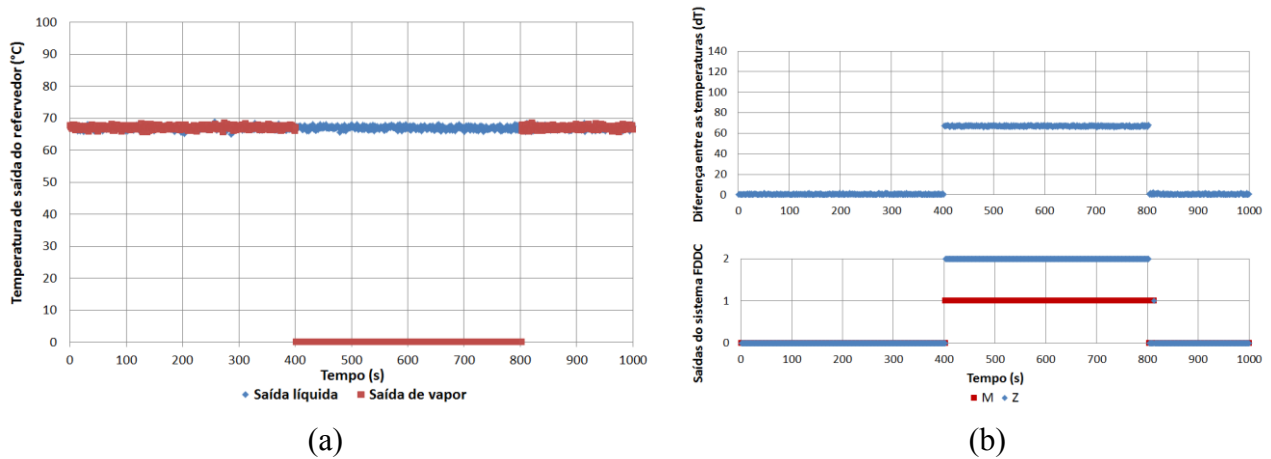 Temperatura de saída do refervedor (°C)
100
90
80
70
60
50
40
30
20
10
0
0 100 200 300 400 500 600 700 800 900 1000
Tempo (s)
Saída líquida Saída de vapor
(a)
Diferença entre as temperaturas (dT)
140
120
100
80
60
40
20
0
0 100 200 300 400 500 600 700 800 900 1000
Saídas do sistema FDDC
2
1
0
0 100 200 300 400 500 600 700 800 900 1000
Tempo (s)
M Z
(b)